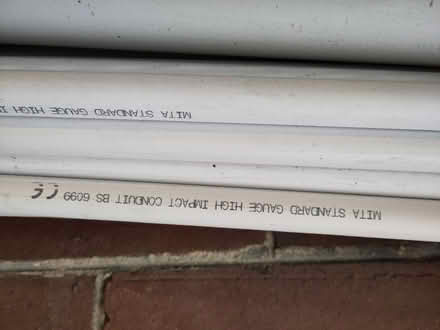 MITA STANDARD GAUGE HIGH
MITA STANDARD GAUGE HIGH IMPACT CONDUIT BS 6099 CE